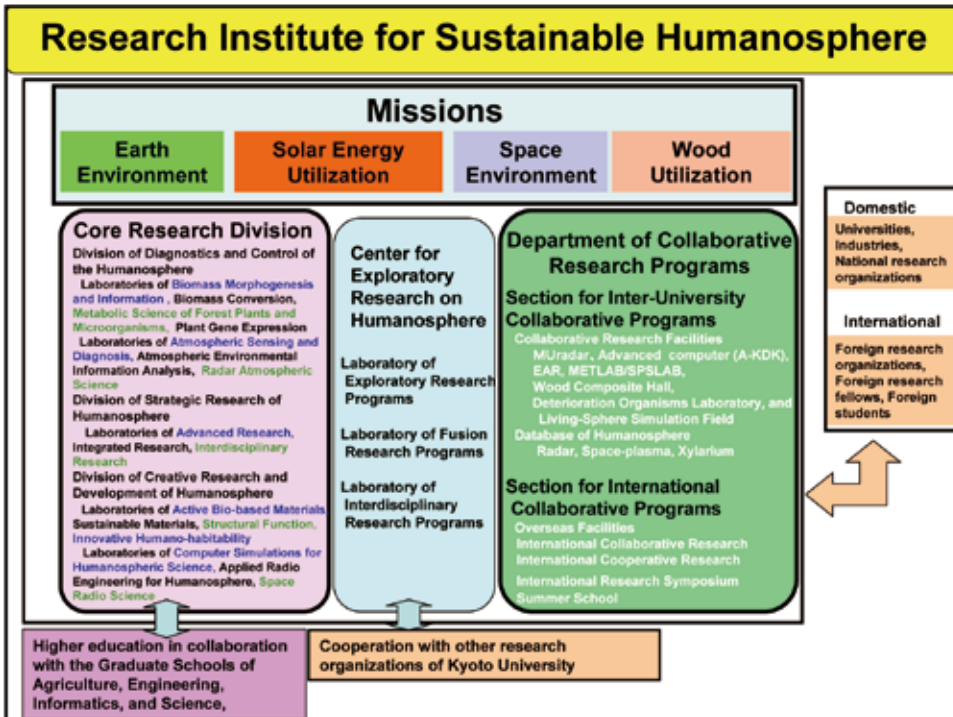 Research Institute for Sustainable Humanosphere
Missions
Earth
Environment
Solar Energy
Utilization
Space
Environment
Wood
Utilization
Core Research Division
Division of Diagnostics and Control of
the Humanosphere
Laboratories of Biomass Morphogenesis
and Information , Biomass Conversion,
Metabolic Science of Forest Plants and
Microorganisms, Plant Gene Expression
Laboratories of Atmospheric Sensing and
Diagnosis, Atmospheric Environmental
Information Analysis, Radar Atmospheric
Science
Division of Strategic Research of
Humanosphere
Laboratories of Advanced Research,
Integrated Research, Interdisciplinary
Research
Division of Creative Research and
Development of Humanosphere
Laboratories of Active Bio-based Materials,
Sustainable Materials, Structural Function,
Innovative Humano-habitability
Laboratories of Computer Simulations for
Humanospheric Science, Applied Radio
Engineering for Humanosphere, Space
Radio Science
Center for
Exploratory
Research on
Humanosphere
Laboratory of
Exploratory Research
Programs
Laboratory of Fusion
Research Programs
Laboratory of
Interdisciplinary
Research Programs
Department of Collaborative
Research Programs
Section for Inter-University
Collaborative Programs
Collaborative Research Facilities
MUradar, Advanced computer (A-KDK),
EAR, METLAB/SPSLAB,
Wood Composite Hall,
Deterioration Organisms Laboratory, and
Living-Sphere Simulation Field
Database of Humanosphere
Radar, Space-plasma, Xylarium
Section for International
Collaborative Programs
Overseas Facilities
International Collaborative Research
International Cooperative Research
International Research Symposium
Summer School
Domestic
Universities,
Industries,
National research
organizations
International
Foreign research
organizations,
Foreign research
fellows, Foreign
students
Higher education in collaboration
with the Graduate Schools of
Agriculture, Engineering,
Informatics, and Science,
Cooperation with other research
organizations of Kyoto University